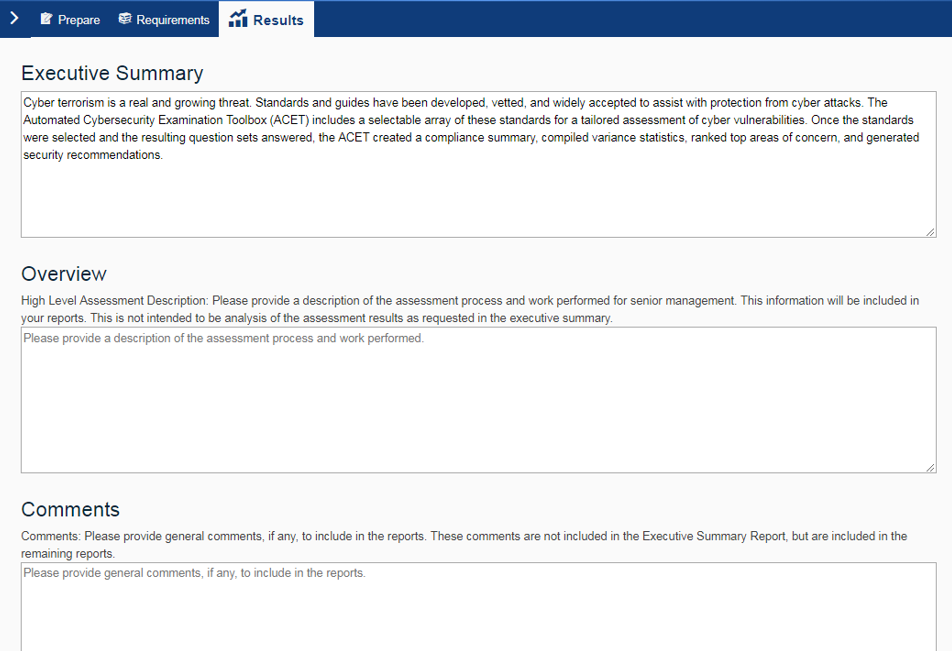 Prepare Requirements Results
Executive Summary
Cyber terrorism is a real and growing threat. Standards and guides have been developed, vetted, and widely accepted to assist with protection from cyber attacks. The
Automated Cybersecurity Examination Toolbox (ACET) includes a selectable array of these standards for a tailored assessment of cyber vulnerabilities. Once the standards
were selected and the resulting question sets answered, the ACET created a compliance summary, compiled variance statistics, ranked top areas of concern, and generated
security recommendations.
Overview
High Level Assessment Description: Please provide a description of the assessment process and work performed for senior management. This information will be included in
your reports. This is not intended to be analysis of the assessment results as requested in the executive summary.
Please provide a description of the assessment process and work performed.
Comments
Comments: Please provide general comments, if any, to include in the reports. These comments are not included in the Executive Summary Report, but are included in the
remaining reports.
Please provide general comments, if any, to include in the reports.